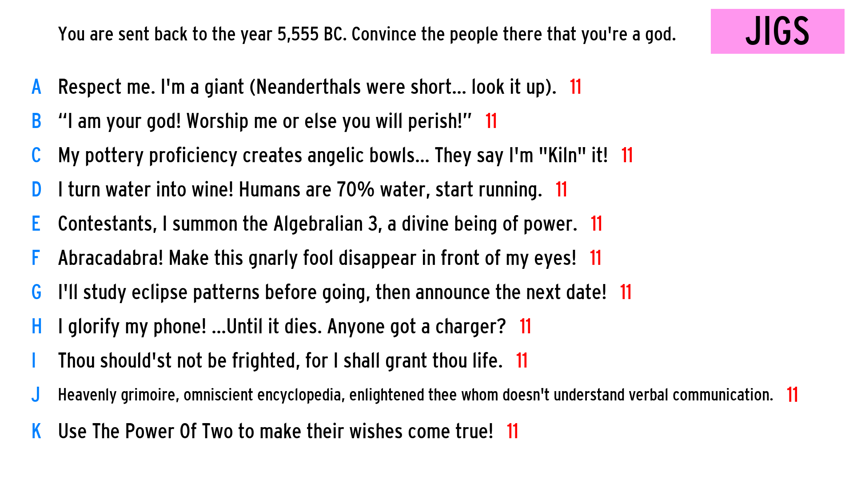 You are sent back to the year 5,555 BC. Convince the people there that you're a god.
JIGS
A Respect me. I'm a giant (Neanderthals were short... look it up). 11
B “I am your god! Worship me or else you will perish!” 11
C My pottery proficiency creates angelic bowls... They say I'm "Kiln" it! 11
D I turn water into wine! Humans are 70% water, start running. 11
E Contestants, I summon the Algebralian 3, a divine being of power. 11
F Abracadabra! Make this gnarly fool disappear in front of my eyes! 11
G I'll study eclipse patterns before going, then announce the next date! 11
H I glorify my phone! ...Until it dies. Anyone got a charger? 11
I Thou should'st not be frighted, for I shall grant thou life. 11
J Heavenly grimoire, omniscient encyclopedia, enlightened thee whom doesn't understand verbal communication. 11
K Use The Power Of Two to make their wishes come true! 11